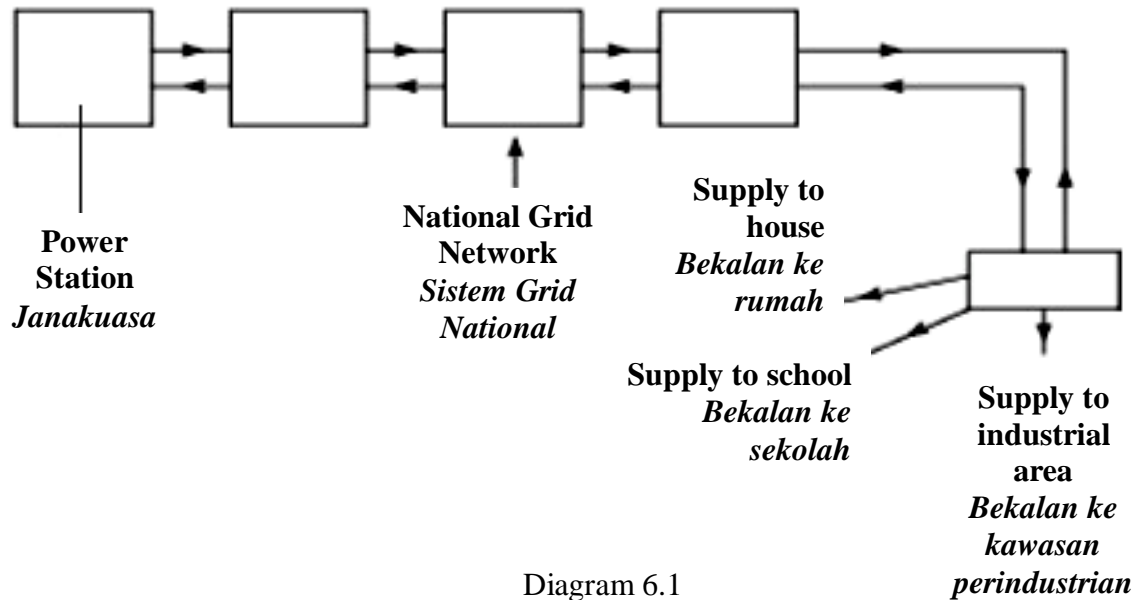 Power
Station
Janakuasa
National Grid
Network
Sistem Grid
National
Supply to
house
Bekalan ke
rumah
Supply to school
Bekalan ke
sekolah
Supply to
industrial
area
Bekalan ke
kawasan
perindustrian
Diagram 6.1